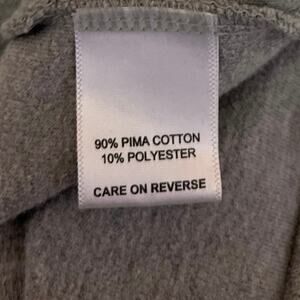 90% PIMA COTTON
10% POLYESTER
CARE ON REVERSE